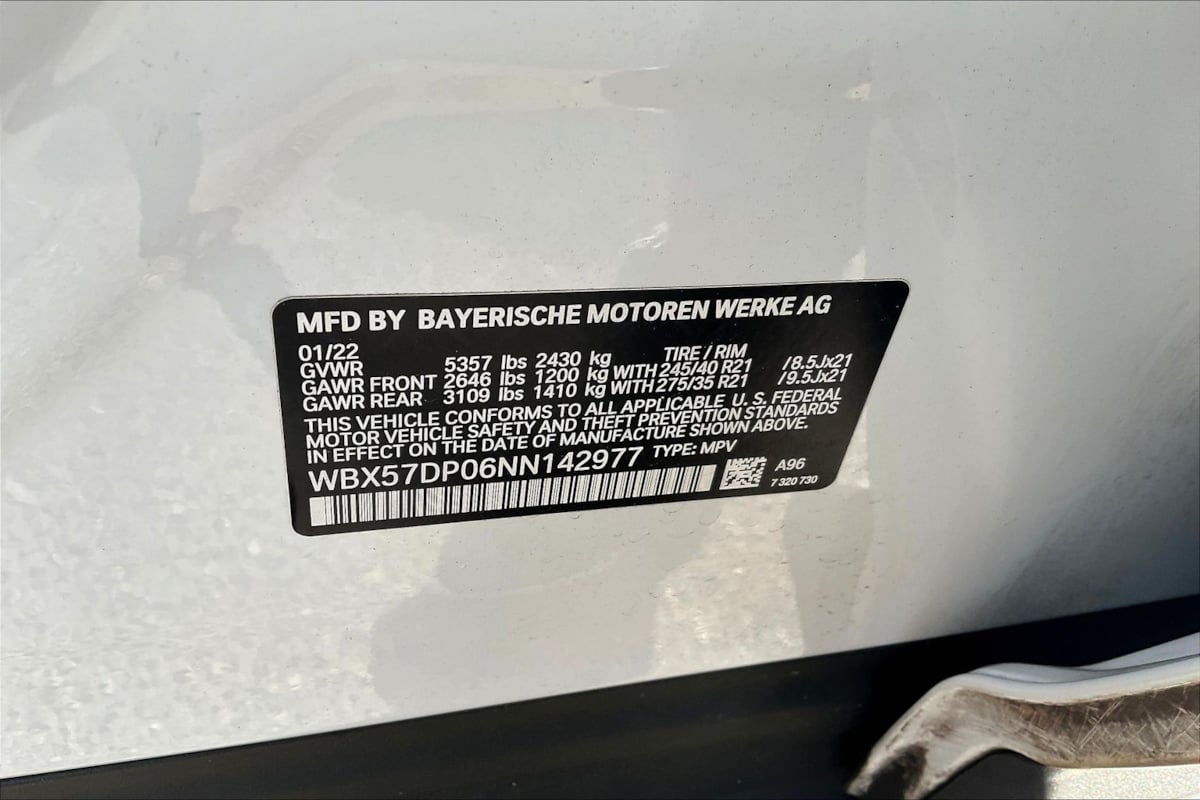 MFD BY BAYERISCHE MOTOREN WERKE AG
01/22 TIRE / RIM
GVWR 5357 lbs 2430 kg
GAWR FRONT 2646 lbs 1200 kg WITH 245/40 R21 /8.5Jx21
GAWR REAR 3109 lbs 1410 kg WITH 275/35 R21 /9.5Jx21
THIS VEHICLE CONFORMS TO ALL APPLICABLE U. S. FEDERAL
MOTOR VEHICLE SAFETY AND THEFT PREVENTION STANDARDS
IN EFFECT ON THE DATE OF MANUFACTURE SHOWN ABOVE.
WBX57DP06NN142977 TYPE: MPV
A96
7 320 730